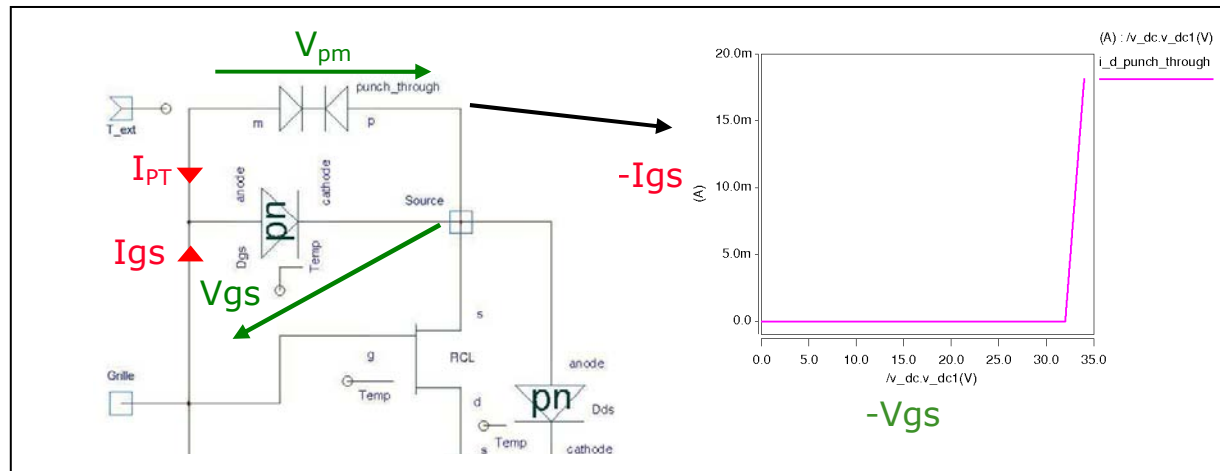 V_pm
punch_through
m
p
T_ext
I_PT
anode
cathode
pn
Dgs
Temp
Source
Igs
Vgs
s
g
RCL
Temp
d
Grille
anode
pn
Dds
Temp
s
cathode
-Igs
(A) : /v_dc.v_dc1(V)
i_d_punch_through
20.0m
15.0m
10.0m
5.0m
0.0
(A)
0.0 5.0 10.0 15.0 20.0 25.0 30.0 35.0
/v_dc.v_dc1(V)
-Vgs